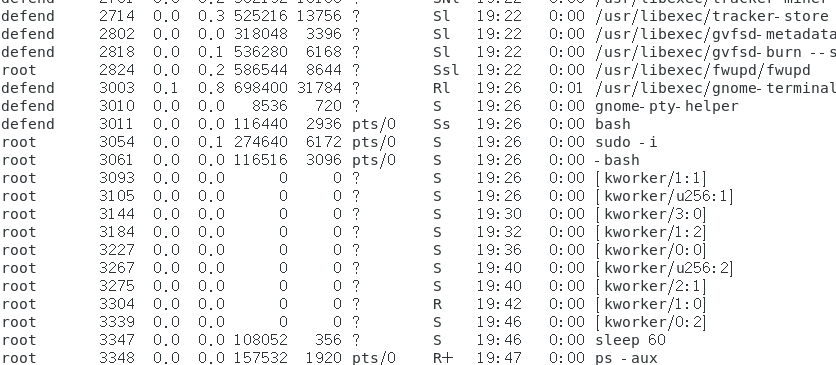 defend 2714 0.0 0.3 525216 13756 ? Sl 19:22 0:00 /usr/libexec/tracker-store
defend 2802 0.0 0.0 318048 3396 ? Sl 19:22 0:00 /usr/libexec/gvfsd-metadata
defend 2818 0.0 0.1 536280 6168 ? Sl 19:22 0:00 /usr/libexec/gvfsd-burn --s
root 2824 0.0 0.2 586544 8644 ? Ssl 19:22 0:00 /usr/libexec/fwupd/fwupd
defend 3003 0.1 0.8 698400 31784 ? Rl 19:26 0:01 /usr/libexec/gnome-terminal
defend 3010 0.0 0.0 8536 720 ? S 19:26 0:00 gnome-pty-helper
defend 3011 0.0 0.0 116440 2936 pts/0 Ss 19:26 0:00 bash
root 3054 0.0 0.1 274640 6172 pts/0 S 19:26 0:00 sudo -i
root 3061 0.0 0.0 116516 3096 pts/0 S 19:26 0:00 -bash
root 3093 0.0 0.0 0 0 ? S 19:26 0:00 [kworker/1:1]
root 3105 0.0 0.0 0 0 ? S 19:26 0:00 [kworker/u256:1]
root 3144 0.0 0.0 0 0 ? S 19:30 0:00 [kworker/3:0]
root 3184 0.0 0.0 0 0 ? S 19:32 0:00 [kworker/1:2]
root 3227 0.0 0.0 0 0 ? S 19:36 0:00 [kworker/0:0]
root 3267 0.0 0.0 0 0 ? S 19:40 0:00 [kworker/u256:2]
root 3275 0.0 0.0 0 0 ? S 19:40 0:00 [kworker/2:1]
root 3304 0.0 0.0 0 0 ? R 19:42 0:00 [kworker/1:0]
root 3339 0.0 0.0 0 0 ? S 19:46 0:00 [kworker/0:2]
root 3347 0.0 0.0 108052 356 ? S 19:46 0:00 sleep 60
root 3348 0.0 0.0 157532 1920 pts/0 R+ 19:47 0:00 ps -aux